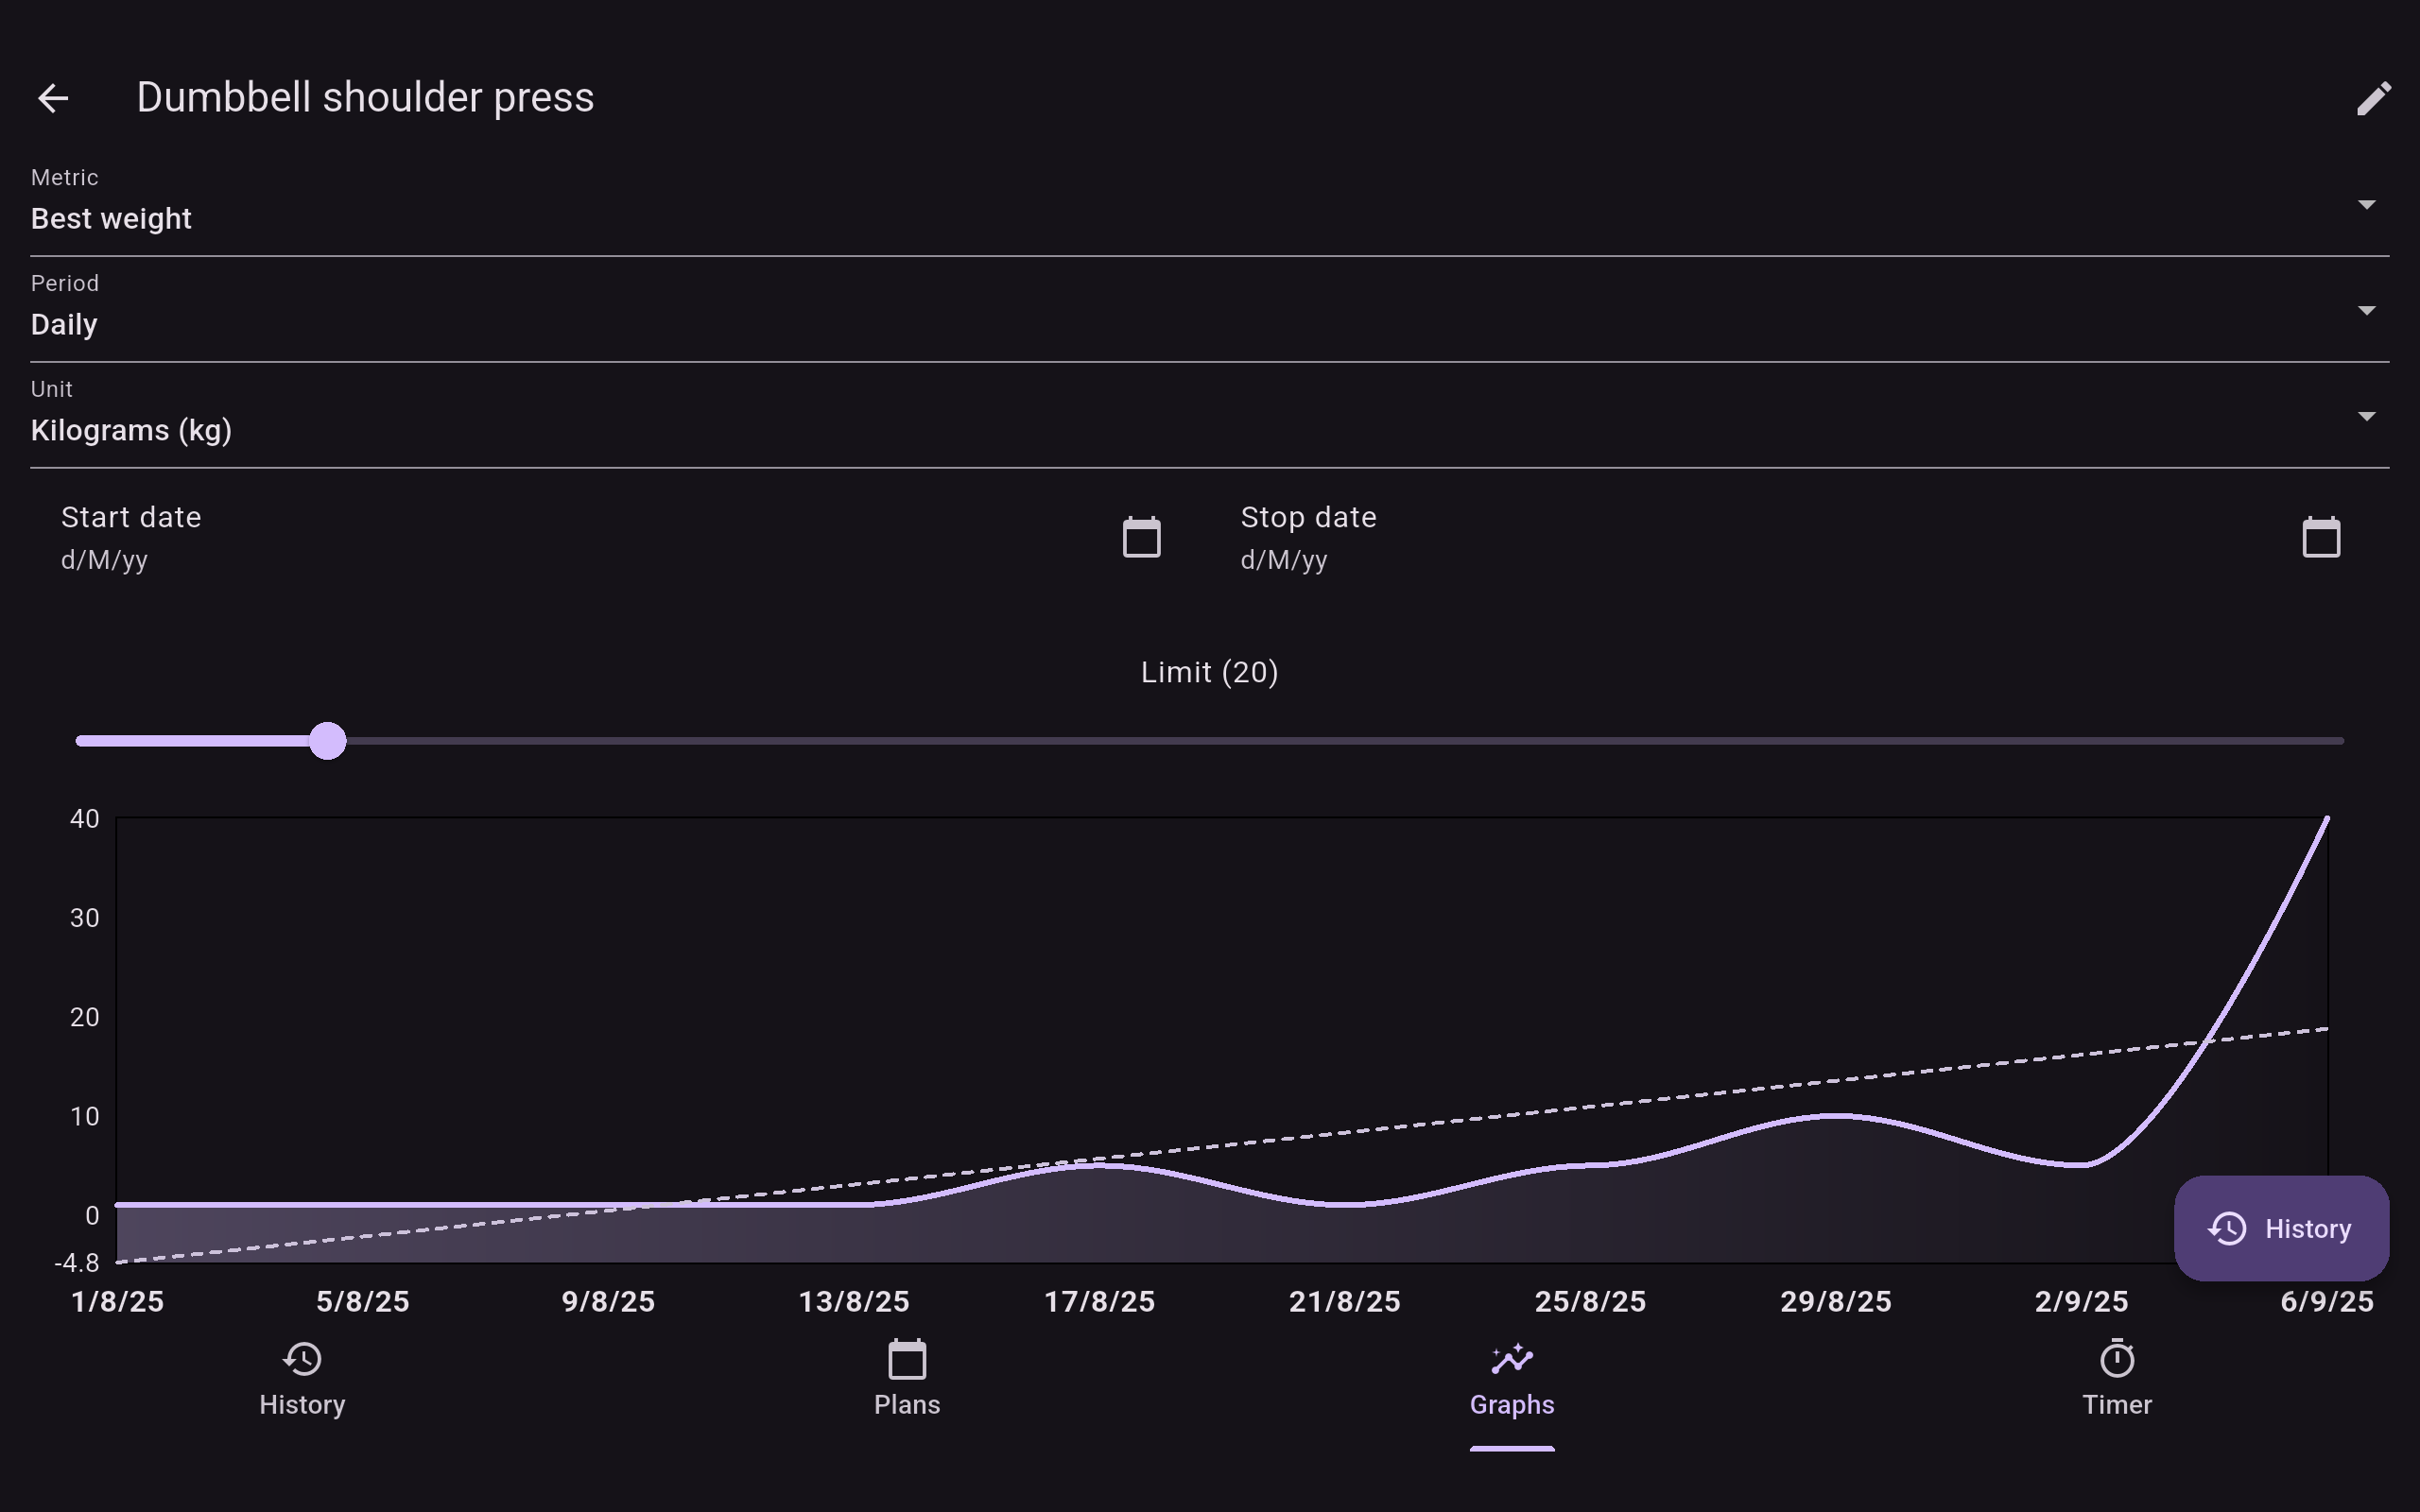 Dumbbell shoulder press
Metric
Best weight
Period
Daily
Unit
Kilograms (kg)
Start date
d/M/yy
Stop date
d/M/yy
Limit (20)
40
30
20
10
0
-4.8
1/8/25 5/8/25 9/8/25 13/8/25 17/8/25 21/8/25 25/8/25 29/8/25 2/9/25 6/9/25
History
History Plans Graphs Timer